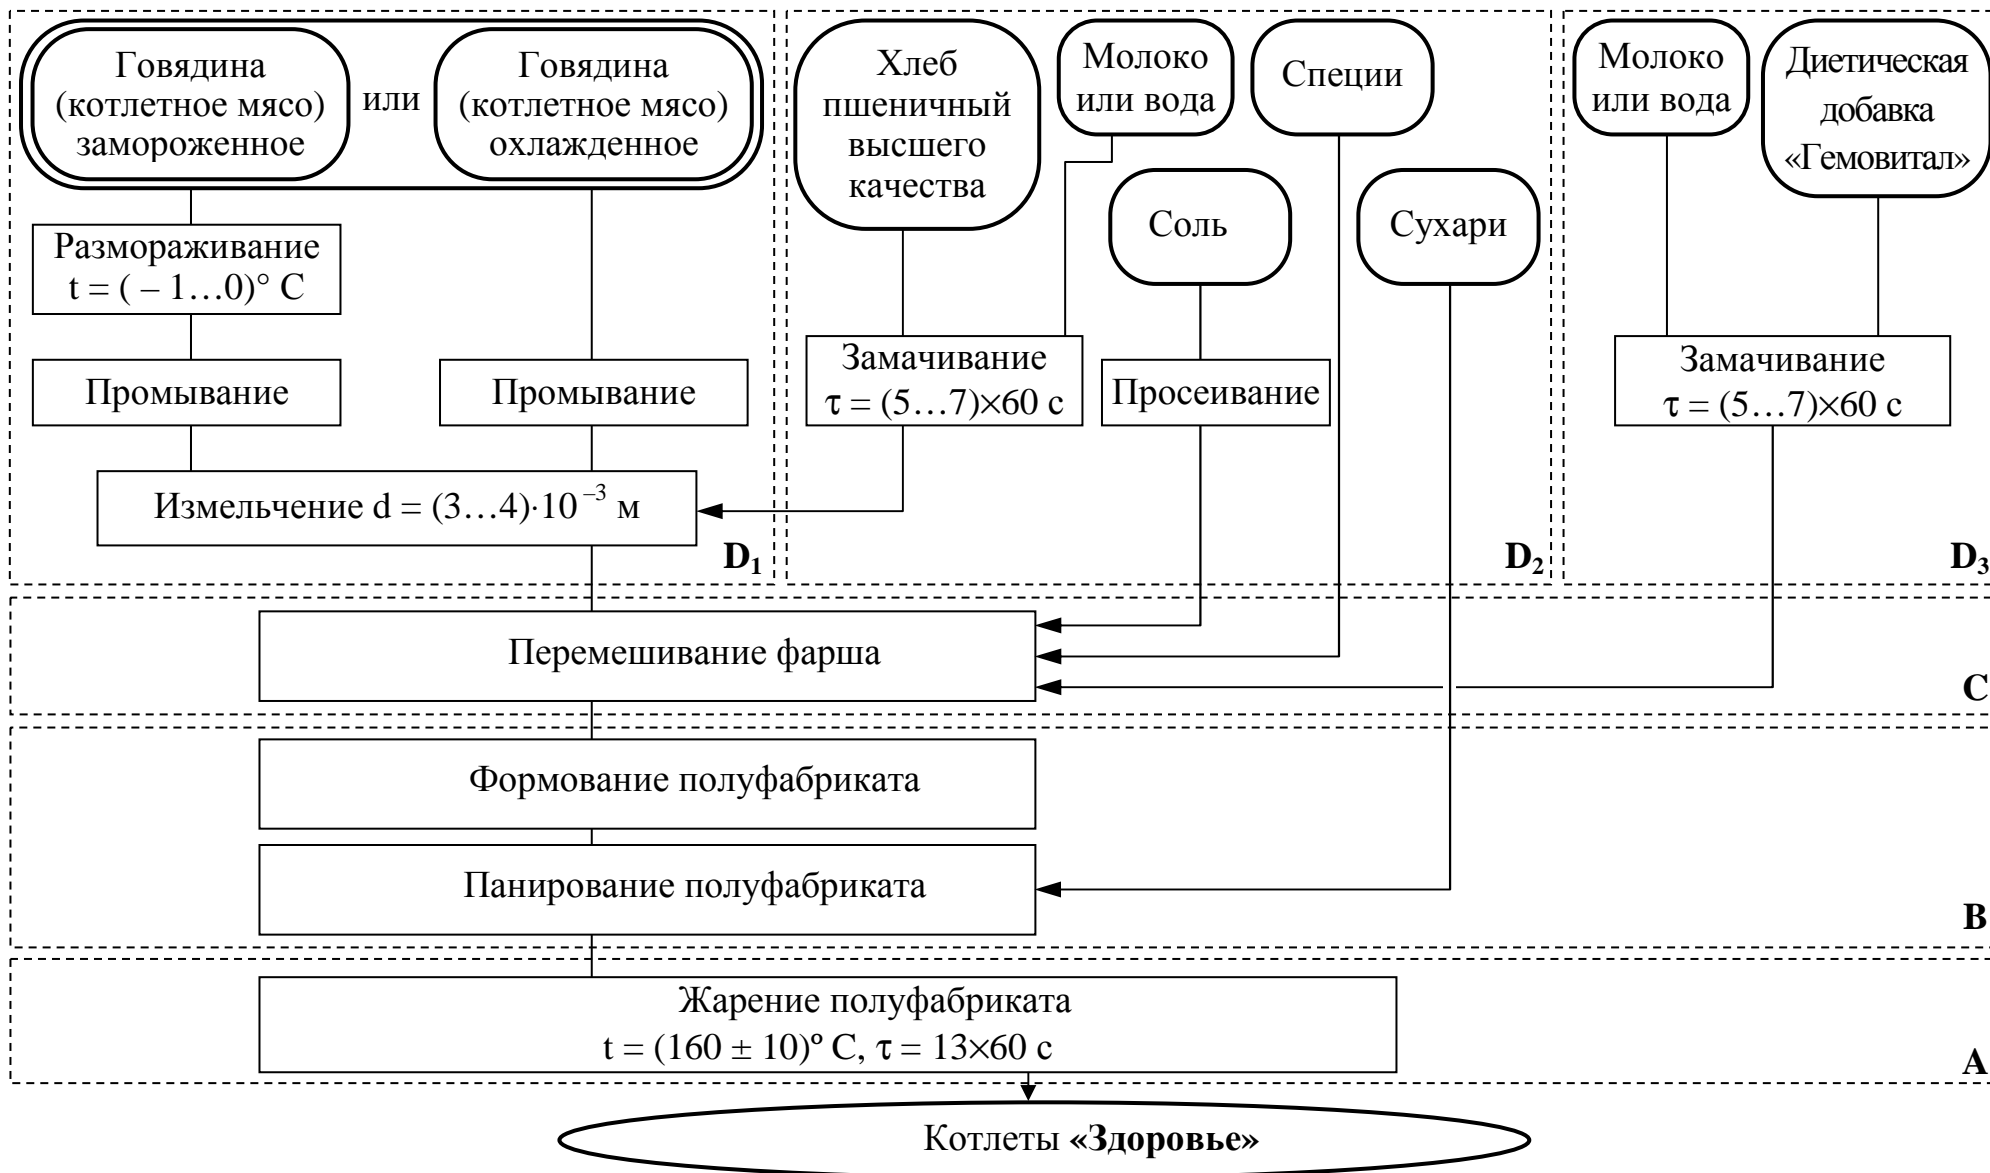 Говядина
(котлетное мясо)
замороженное
или
Говядина
(котлетное мясо)
охлажденное
Размораживание
t = ( – 1…0)° C
Промывание
Промывание
Измельчение d = (3…4)·10 ⁻³ м
D₁
Хлеб
пшеничный
высшего
качества
Молоко
или вода
Специи
Соль
Сухари
Замачивание
τ = (5…7)×60 с
Просеивание
D₂
Молоко
или вода
Диетическая
добавка
«Гемовитал»
Замачивание
τ = (5…7)×60 с
D₃
Перемешивание фарша
C
Формование полуфабриката
Панирование полуфабриката
B
Жарение полуфабриката
t = (160 ± 10)º C, τ = 13×60 с
A
Котлеты «Здоровье»